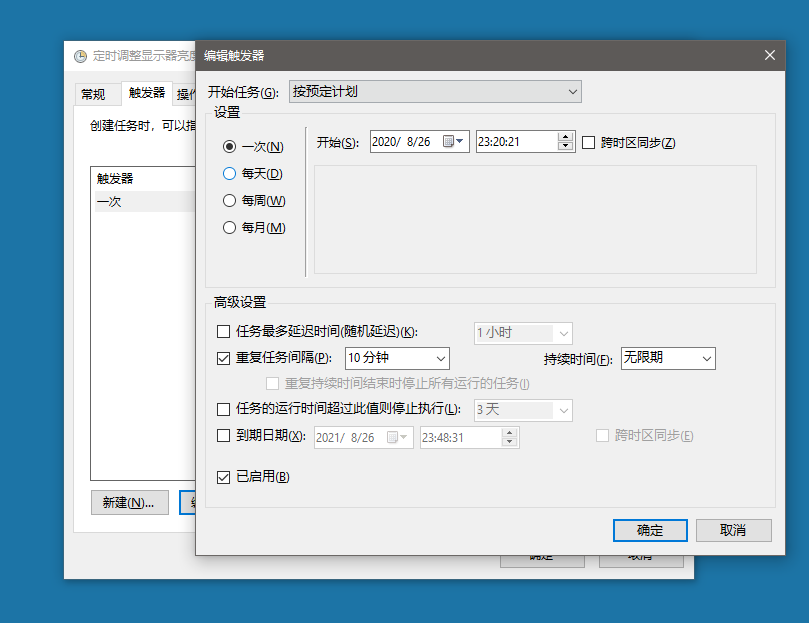 定时调整显示器亮度
编辑触发器
常规 触发器 操作
创建任务时，可以指
触发器
一次
新建(N)...
开始任务(G): 按预定计划
设置
一次(N)
每天(D)
每周(W)
每月(M)
开始(S): 2020/ 8/26 23:20:21 跨时区同步(Z)
高级设置
任务最多延迟时间(随机延迟)(K): 1 小时
重复任务间隔(P): 10 分钟 持续时间(F): 无限期
重复持续时间结束时停止所有运行的任务(I)
任务的运行时间超过此值则停止执行(L): 3 天
到期日期(X): 2021/ 8/26 23:48:31 跨时区同步(E)
已启用(B)
确定 取消
确定 取消